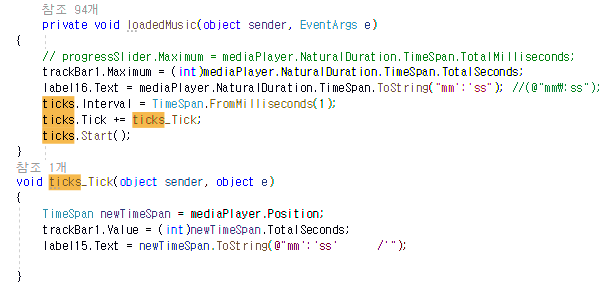 참조 94개
private void loadedMusic(object sender, EventArgs e)
{
// progressSlider.Maximum = mediaPlayer.NaturalDuration.TimeSpan.TotalMilliseconds;
trackBar1.Maximum = (int)mediaPlayer.NaturalDuration.TimeSpan.TotalSeconds;
label16.Text = mediaPlayer.NaturalDuration.TimeSpan.ToString("mm':'ss"); //(@"mm₩:ss");
ticks.Interval = TimeSpan.FromMilliseconds(1);
ticks.Tick += ticks_Tick;
ticks.Start();
}
참조 1개
void ticks_Tick(object sender, object e)
{
TimeSpan newTimeSpan = mediaPlayer.Position;
trackBar1.Value = (int)newTimeSpan.TotalSeconds;
label15.Text = newTimeSpan.ToString(@"mm':'ss' /'");
}